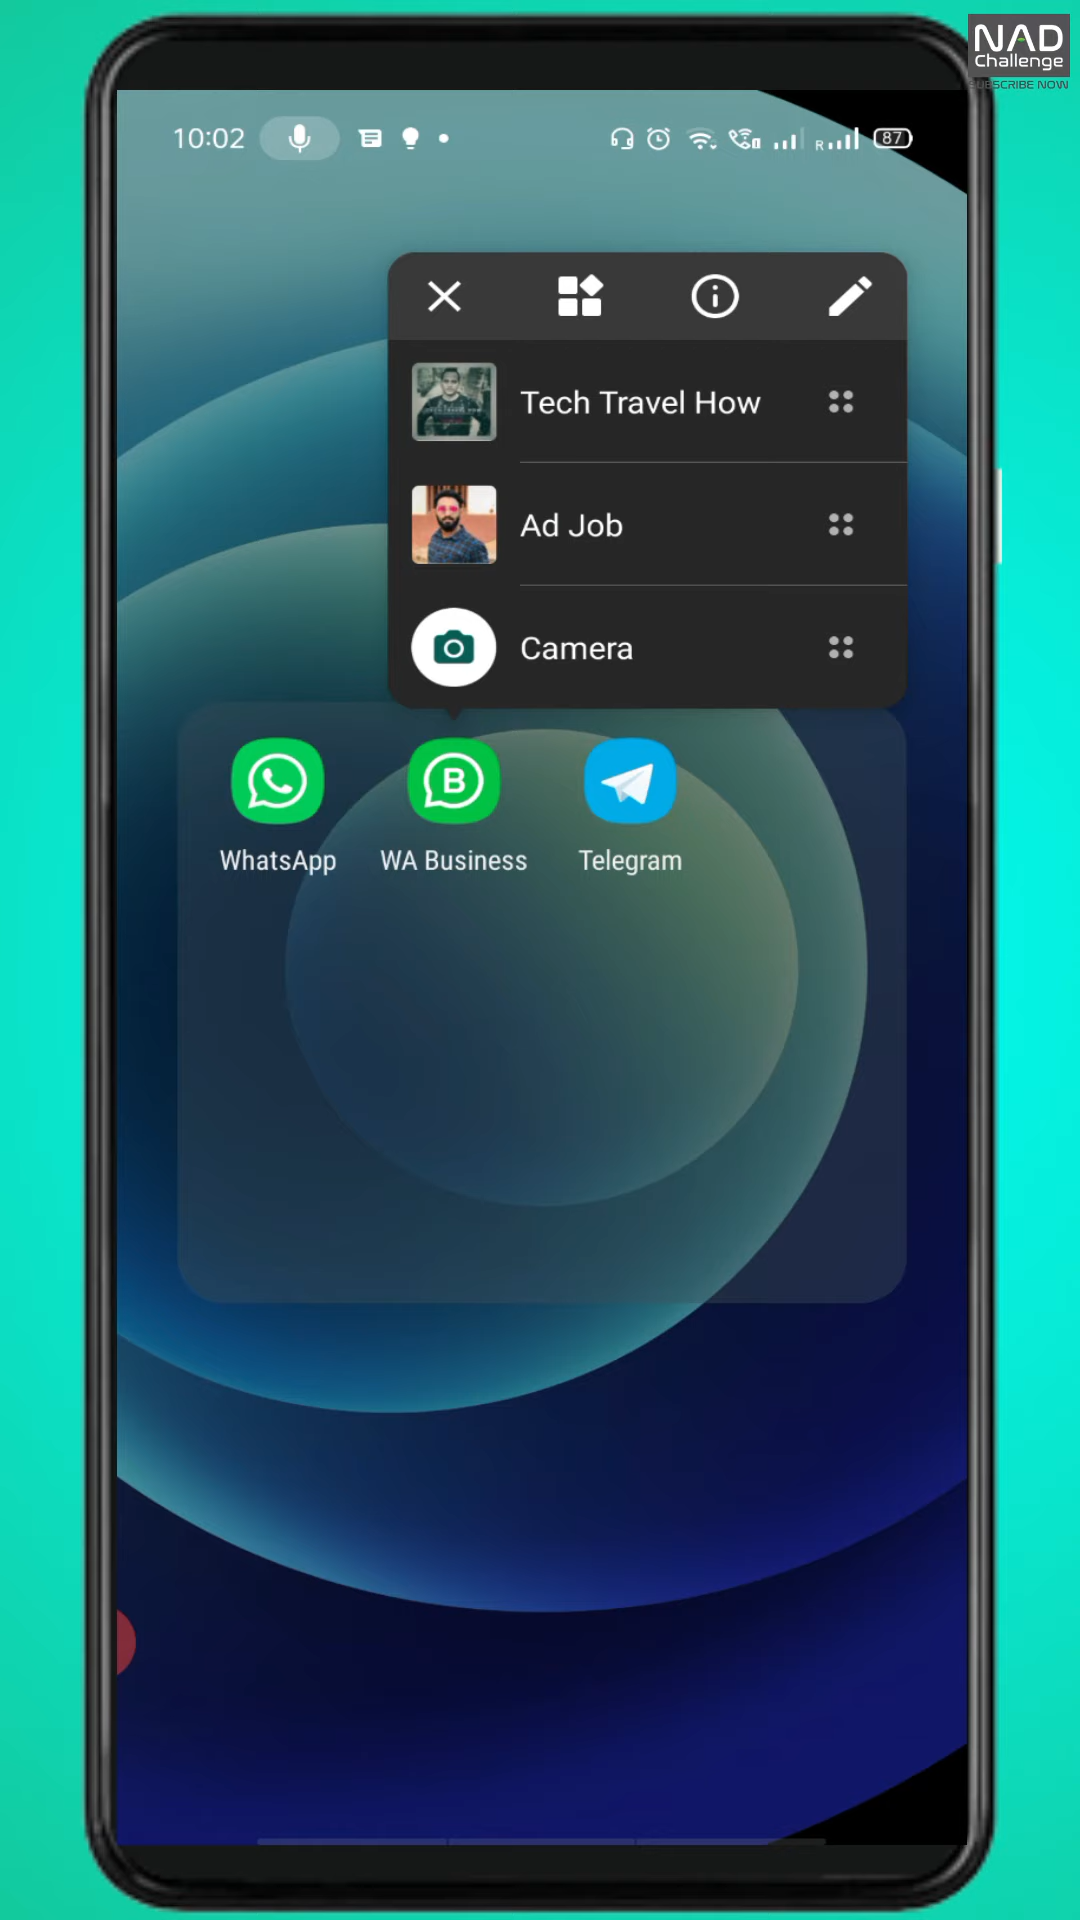 NAD
Challenge
SUBSCRIBE NOW
10:02
R
87
Tech Travel How
Ad Job
Camera
B
WhatsApp
WA Business
Telegram